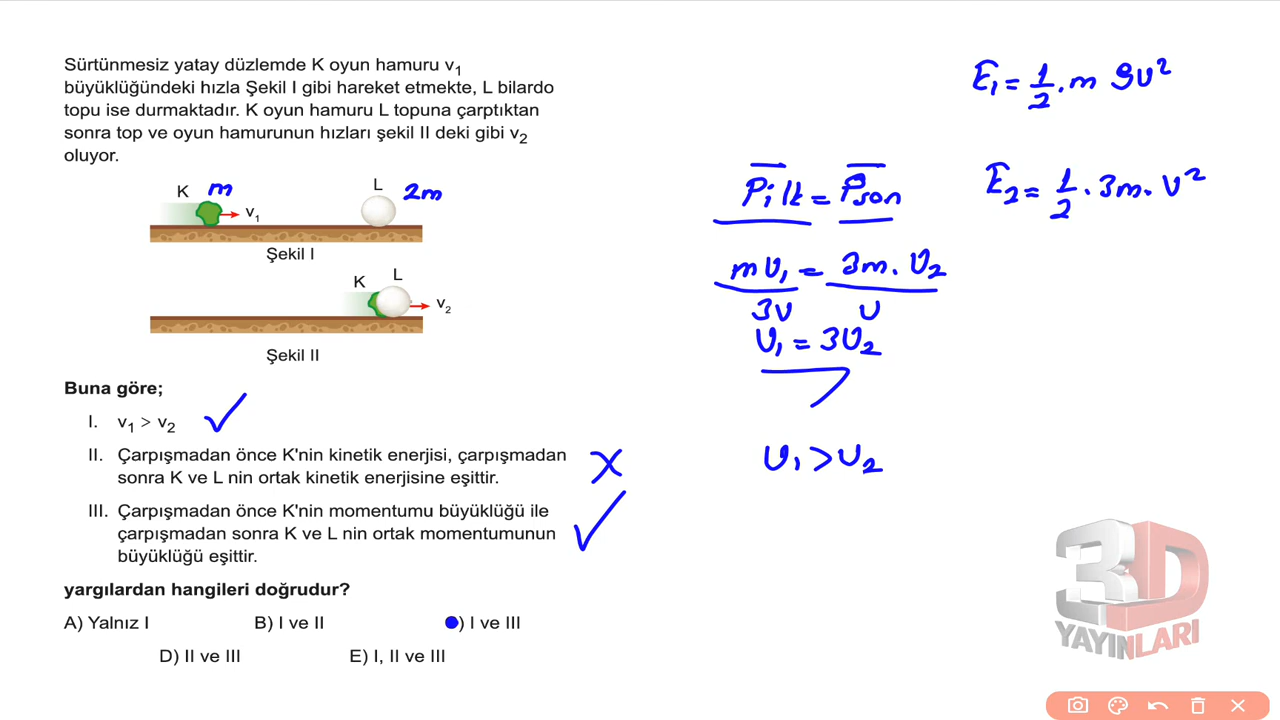 Sürtünmesiz yatay düzlemde K oyun hamuru v1
büyüklüğündeki hızla Şekil I gibi hareket etmekte, L bilardo
topu ise durmaktadır. K oyun hamuru L topuna çarptıktan
sonra top ve oyun hamurunun hızları şekil II deki gibi v2
oluyor.
K m L 2m
v1
Şekil I
K L
v2
Şekil II
Buna göre;
I. v1 > v2
II. Çarpışmadan önce K'nin kinetik enerjisi, çarpışmadan
sonra K ve L nin ortak kinetik enerjisine eşittir.
III. Çarpışmadan önce K'nin momentumu büyüklüğü ile
çarpışmadan sonra K ve L nin ortak momentumunun
büyüklüğü eşittir.
yargılardan hangileri doğrudur?
A) Yalnız I B) I ve II ) I ve III
D) II ve III E) I, II ve III
Pilk = Pson
mv1 = 3m. v2
3v v
v1 = 3v2
v1 > v2
E1 = 1/2 . m 9v²
E2 = 1/2 . 3m. v²
3D
YAYINLARI